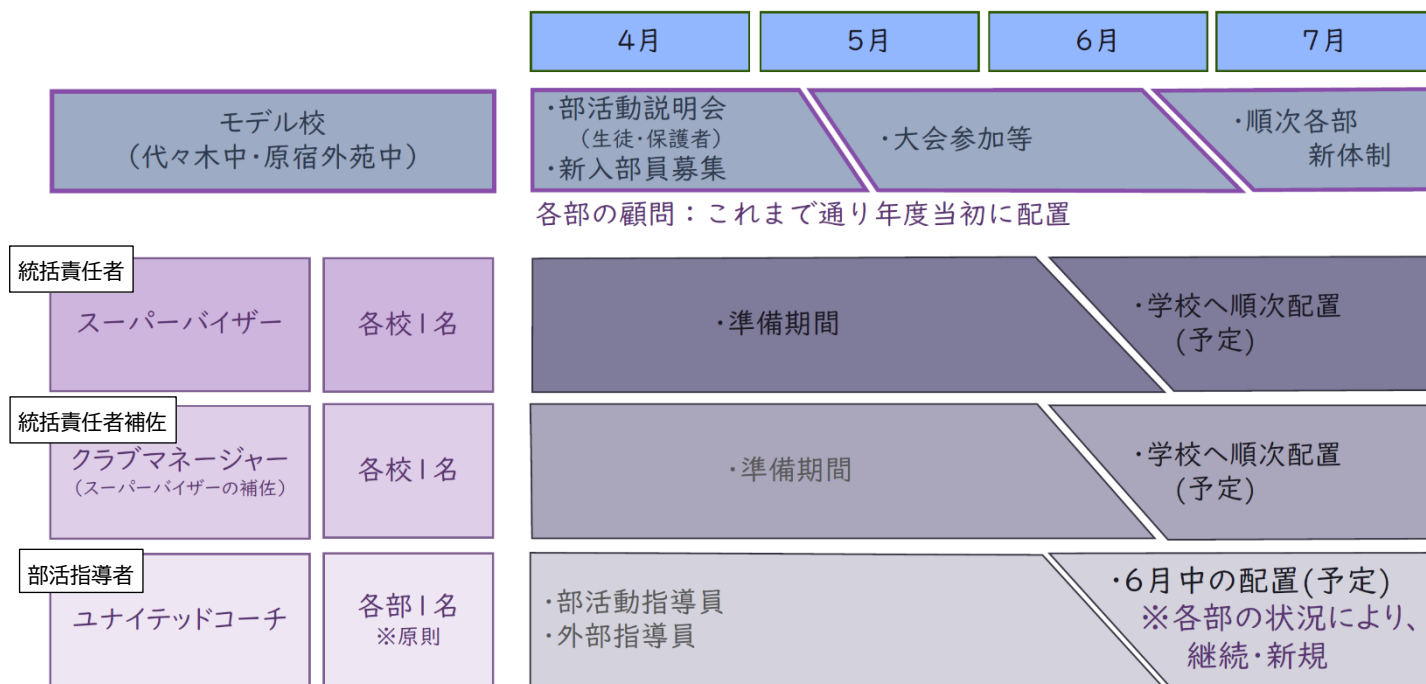 4月
5月
6月
7月
モデル校
（代々木中・原宿外苑中）
・部活動説明会
（生徒・保護者）
・新入部員募集
・大会参加等
・順次各部
新体制
各部の顧問：これまで通り年度当初に配置
統括責任者
スーパーバイザー
各校1名
・準備期間
・学校へ順次配置
(予定)
統括責任者補佐
クラブマネージャー
（スーパーバイザーの補佐）
各校1名
・準備期間
・学校へ順次配置
(予定)
部活指導者
ユナイテッドコーチ
各部1名
※原則
・部活動指導員
・外部指導員
・6月中の配置(予定)
※各部の状況により、
継続・新規